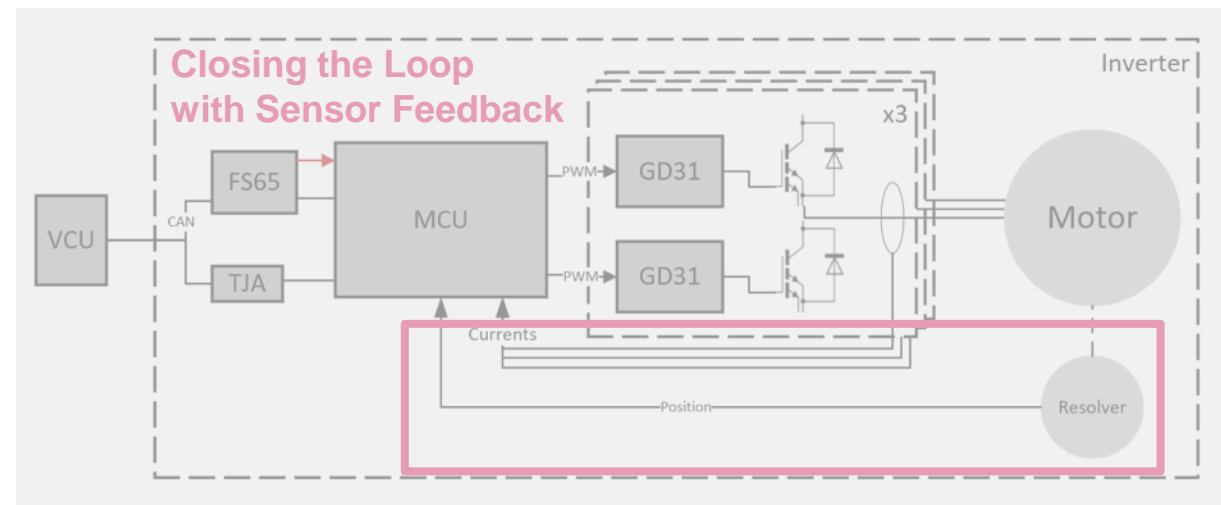 Closing the Loop
with Sensor Feedback
Inverter
x3
FS65
GD31
PWM
MCU
Motor
CAN
VCU
TJA
PWM
GD31
Currents
Position
Resolver